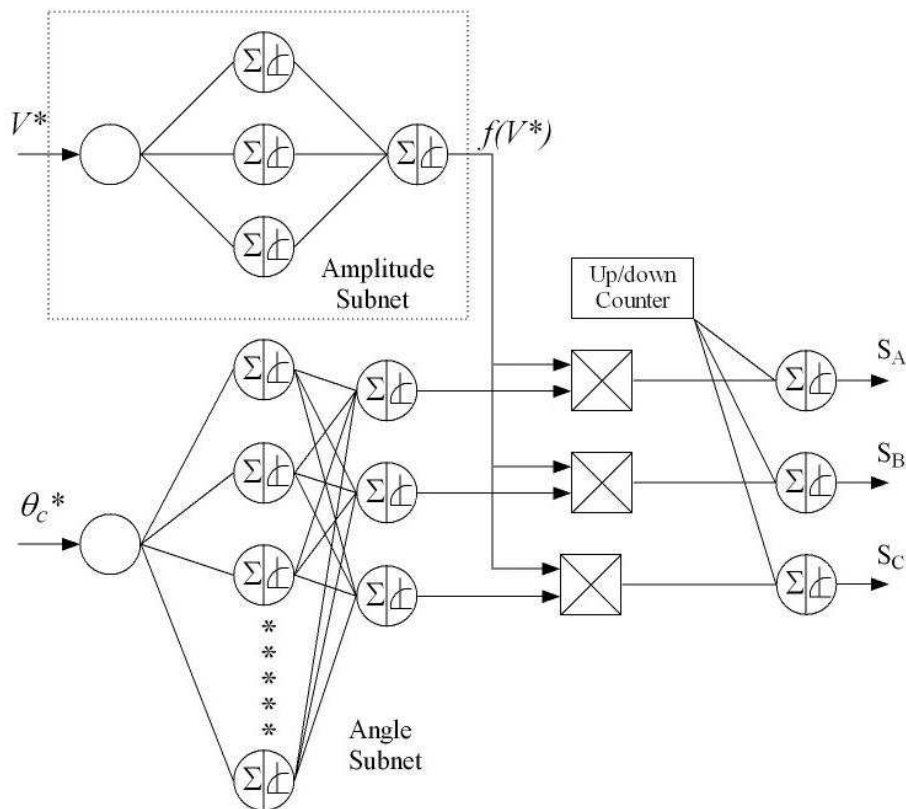 V*
Σ
Σ
Σ
Σ
f(V*)
Amplitude
Subnet
Up/down
Counter
Σ
Σ
Σ
S_A
Σ
Σ
Σ
S_B
θ_c*
Σ
Σ
Σ
S_C
*
*
*
*
*
Angle
Subnet
Σ